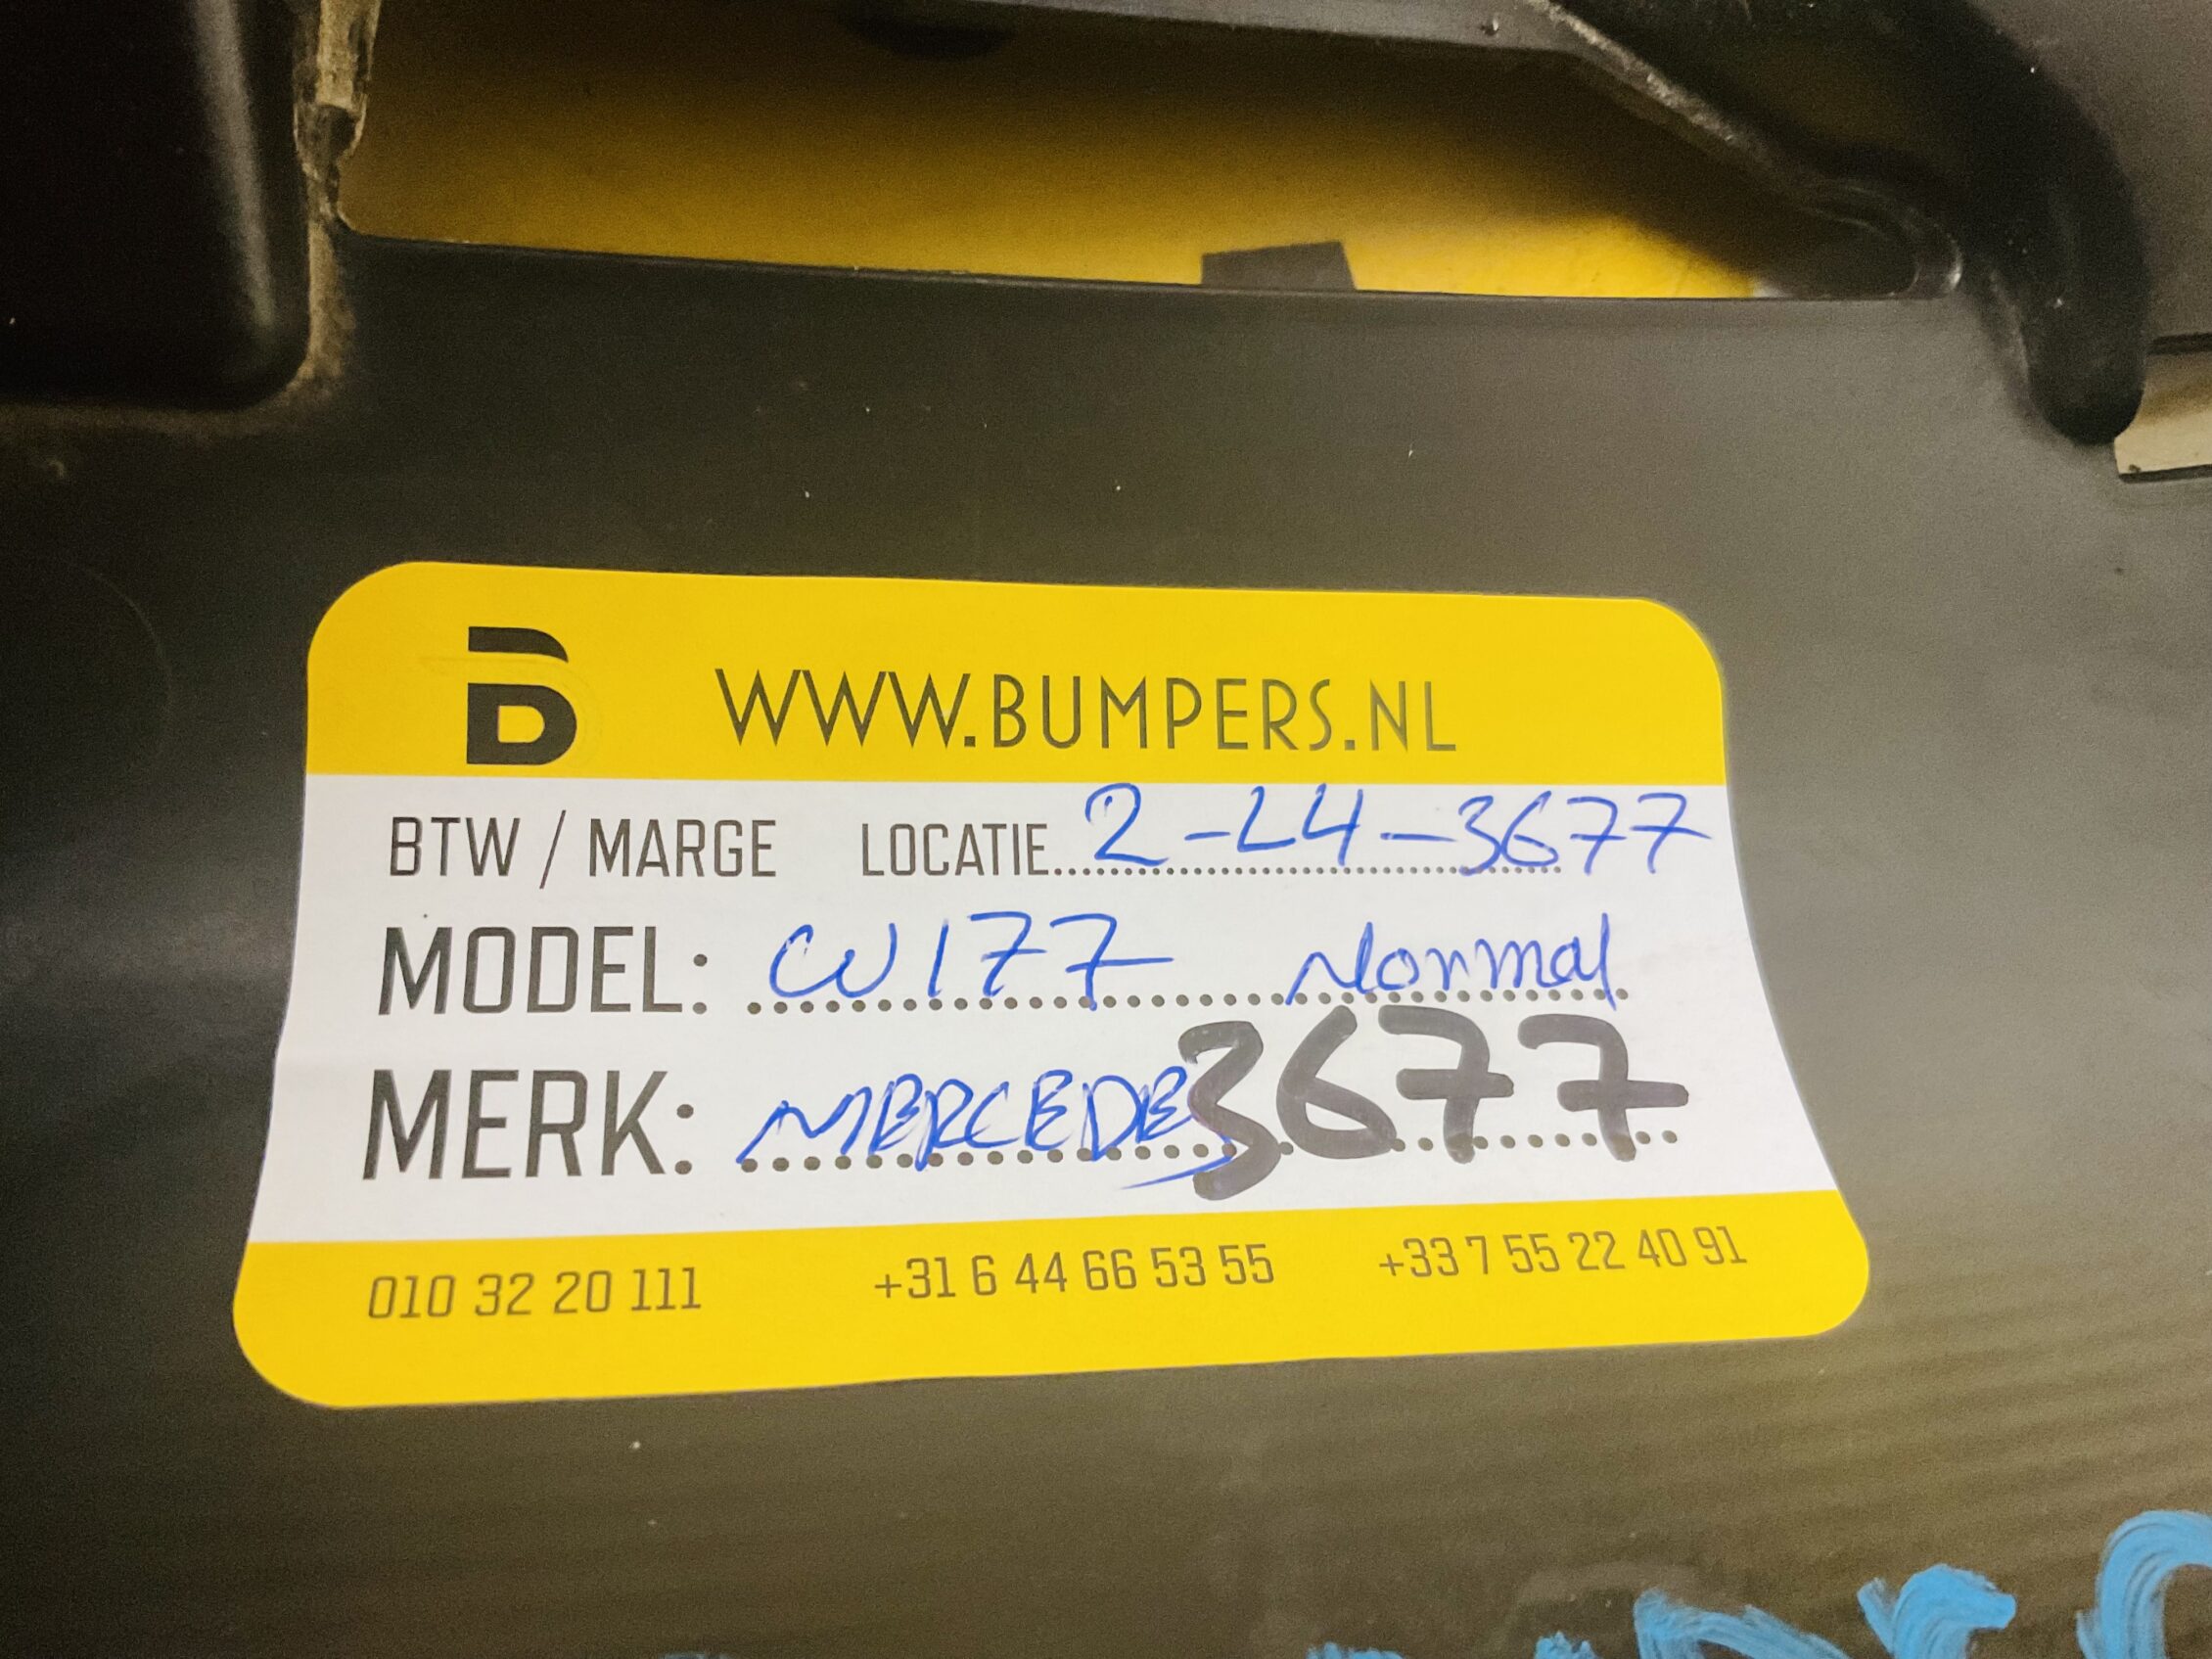 B WWW.BUMPERS.NL
BTW / MARGE LOCATIE 2-L4-3677
MODEL: W177 Normal
MERK: MERCEDES 3677
010 32 20 111 +31 6 44 66 53 55 +33 7 55 22 40 91